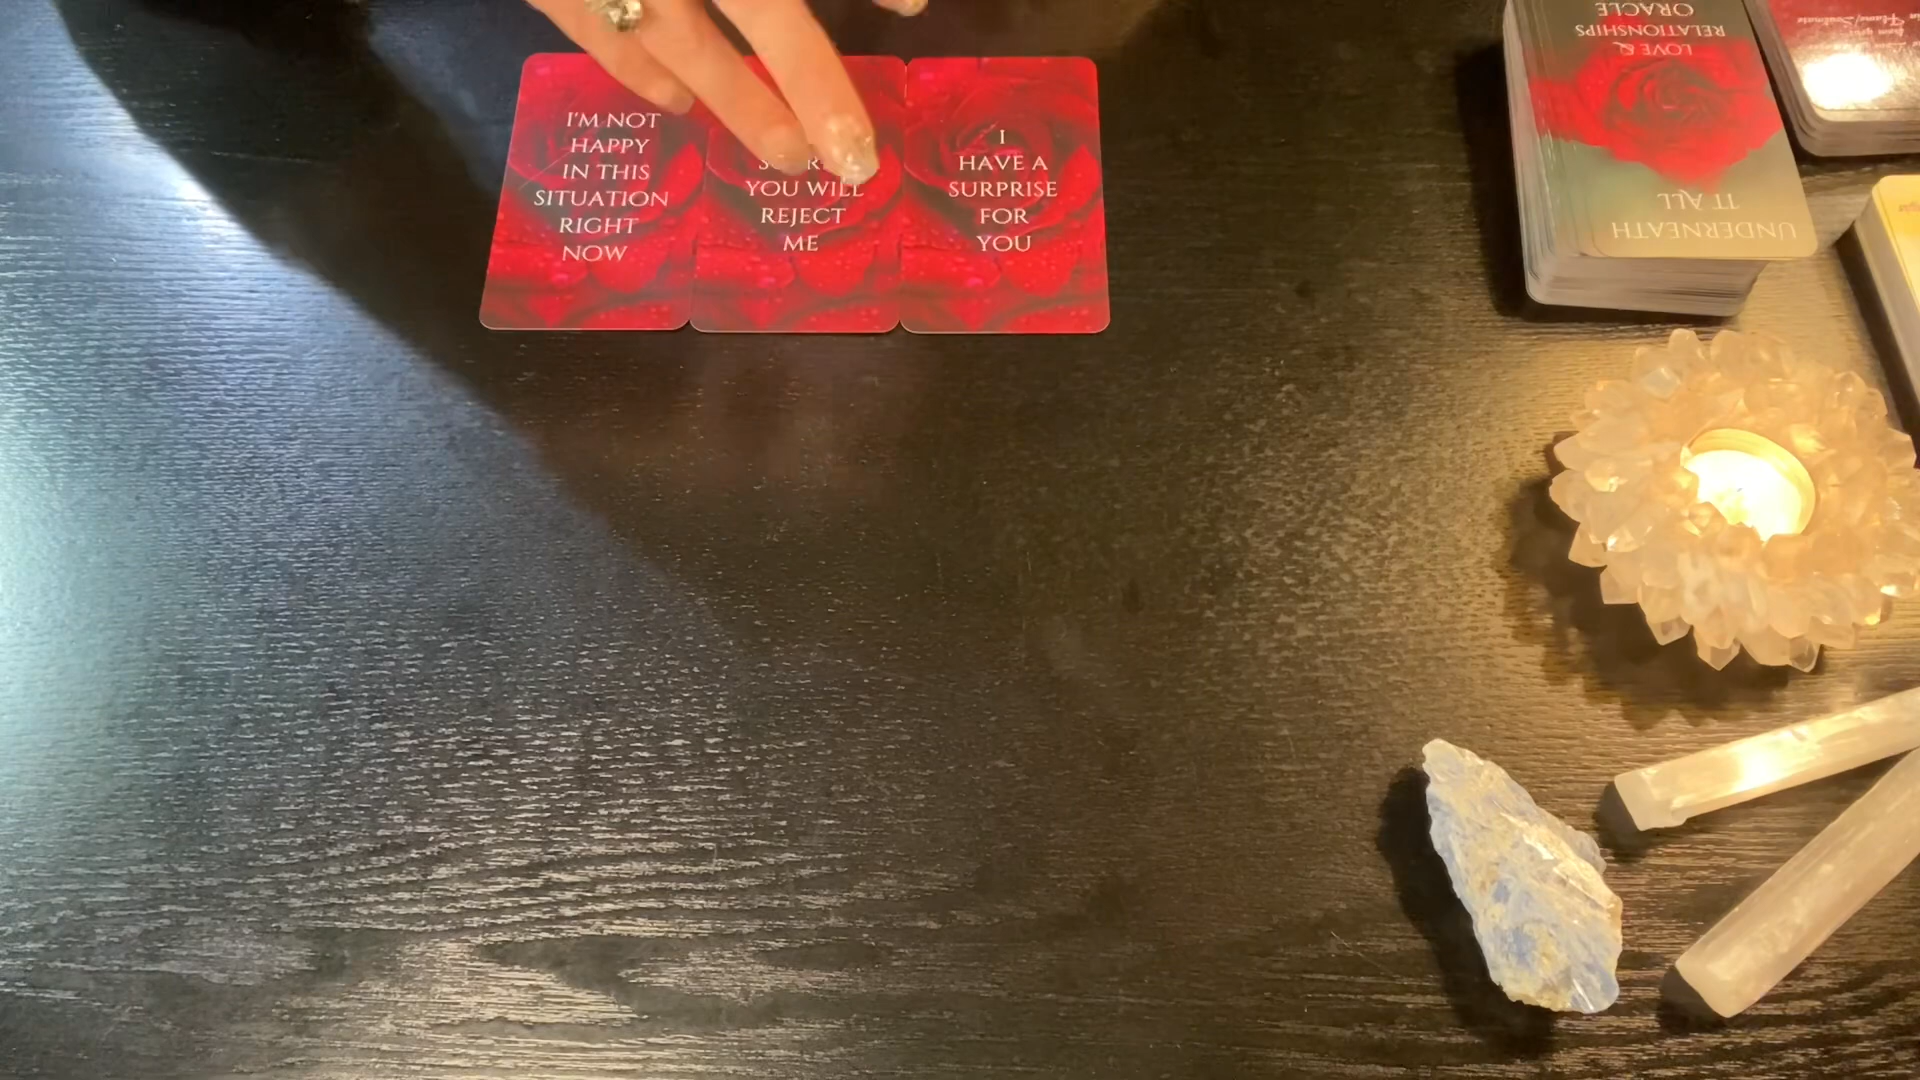 I'M NOT
HAPPY
IN THIS
SITUATION
RIGHT
NOW
YOU WILL
REJECT
ME
I
HAVE A
SURPRISE
FOR
YOU
UNDERNEATH
IT ALL
LOVE &
RELATIONSHIPS
ORACLE